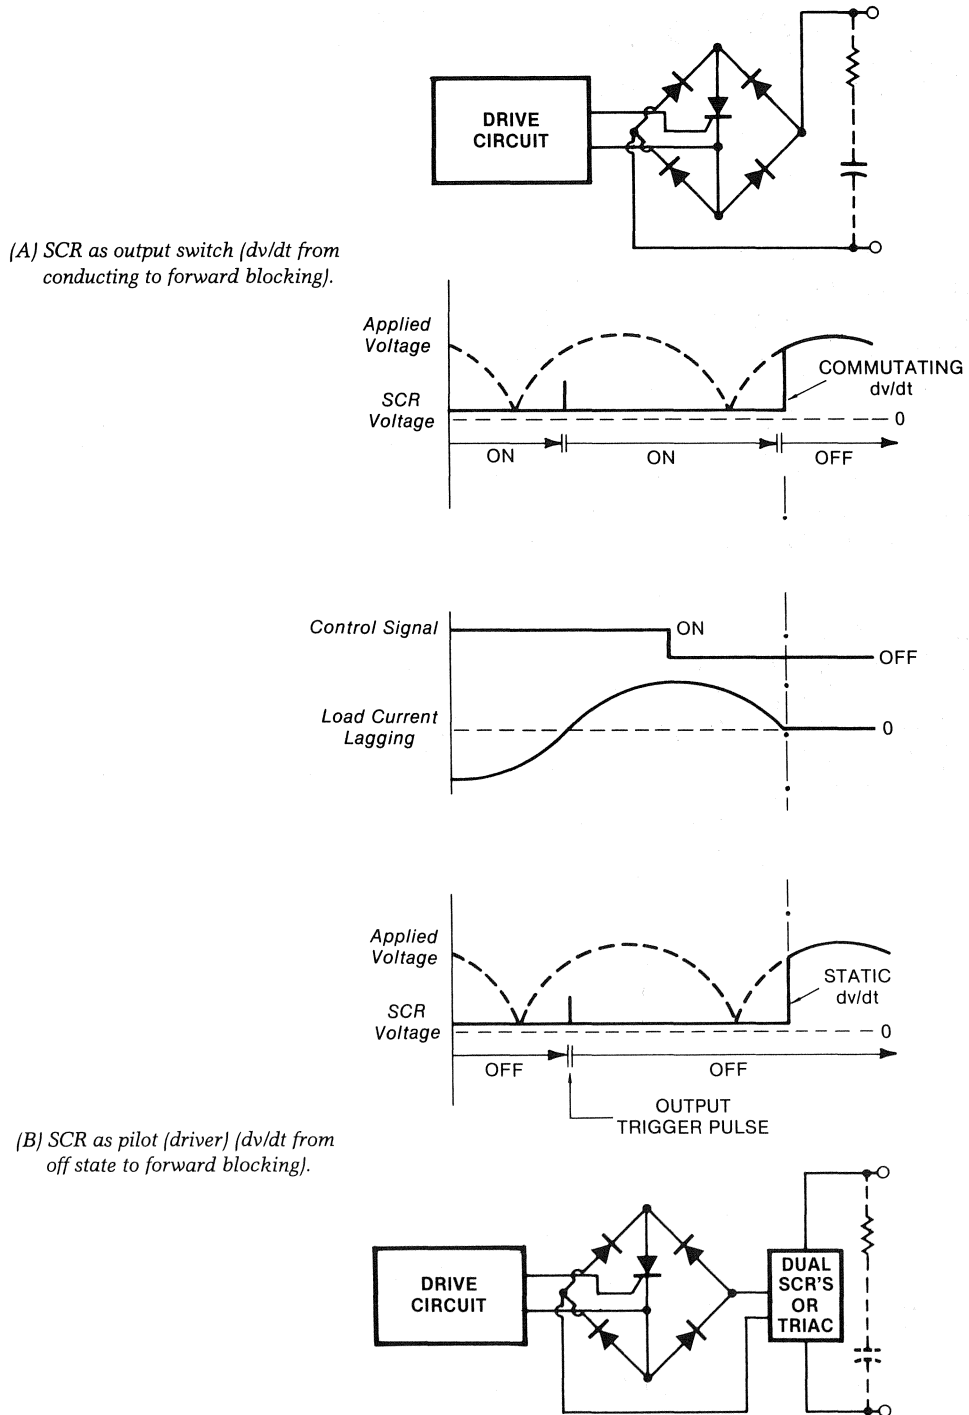 DRIVE
CIRCUIT
(A) SCR as output switch (dv/dt from
conducting to forward blocking).
Applied
Voltage
COMMUTATING
dv/dt
SCR
Voltage
0
ON
ON
OFF
Control Signal
ON
OFF
Load Current
Lagging
0
Applied
Voltage
STATIC
dv/dt
SCR
Voltage
0
OFF
OFF
OUTPUT
TRIGGER PULSE
(B) SCR as pilot (driver) (dv/dt from
off state to forward blocking).
DRIVE
CIRCUIT
DUAL
SCR'S
OR
TRIAC